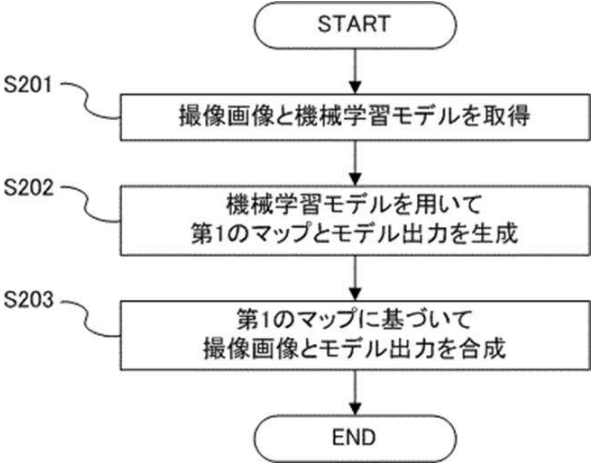 START
S201
撮像画像と機械学習モデルを取得
S202
機械学習モデルを用いて
第1のマップとモデル出力を生成
S203
第1のマップに基づいて
撮像画像とモデル出力を合成
END